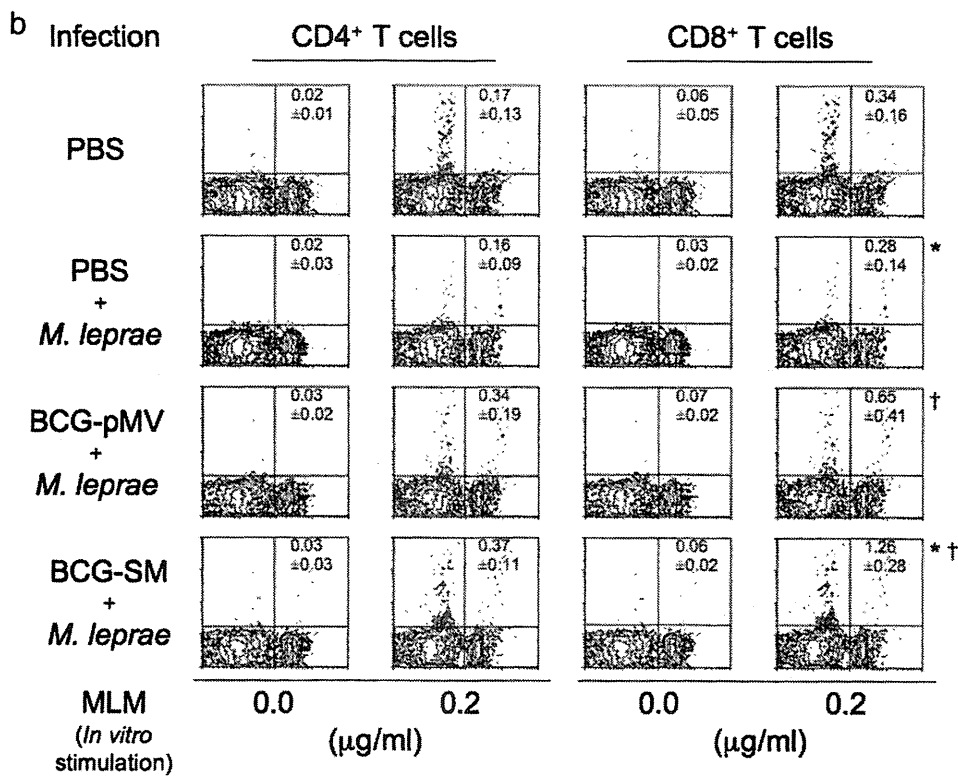 b
Infection CD4⁺ T cells CD8⁺ T cells
PBS
0.02 ±0.01
0.17 ±0.13
0.06 ±0.05
0.34 ±0.16
PBS + M. leprae
0.02 ±0.03
0.16 ±0.09
0.03 ±0.02
0.28 ±0.14 *
BCG-pMV + M. leprae
0.03 ±0.02
0.34 ±0.19
0.07 ±0.02
0.65 ±0.41 †
BCG-SM + M. leprae
0.03 ±0.03
0.37 ±0.11
0.06 ±0.02
1.26 ±0.28 * †
MLM 0.0 0.2 0.0 0.2
(In vitro stimulation) (μg/ml) (μg/ml)